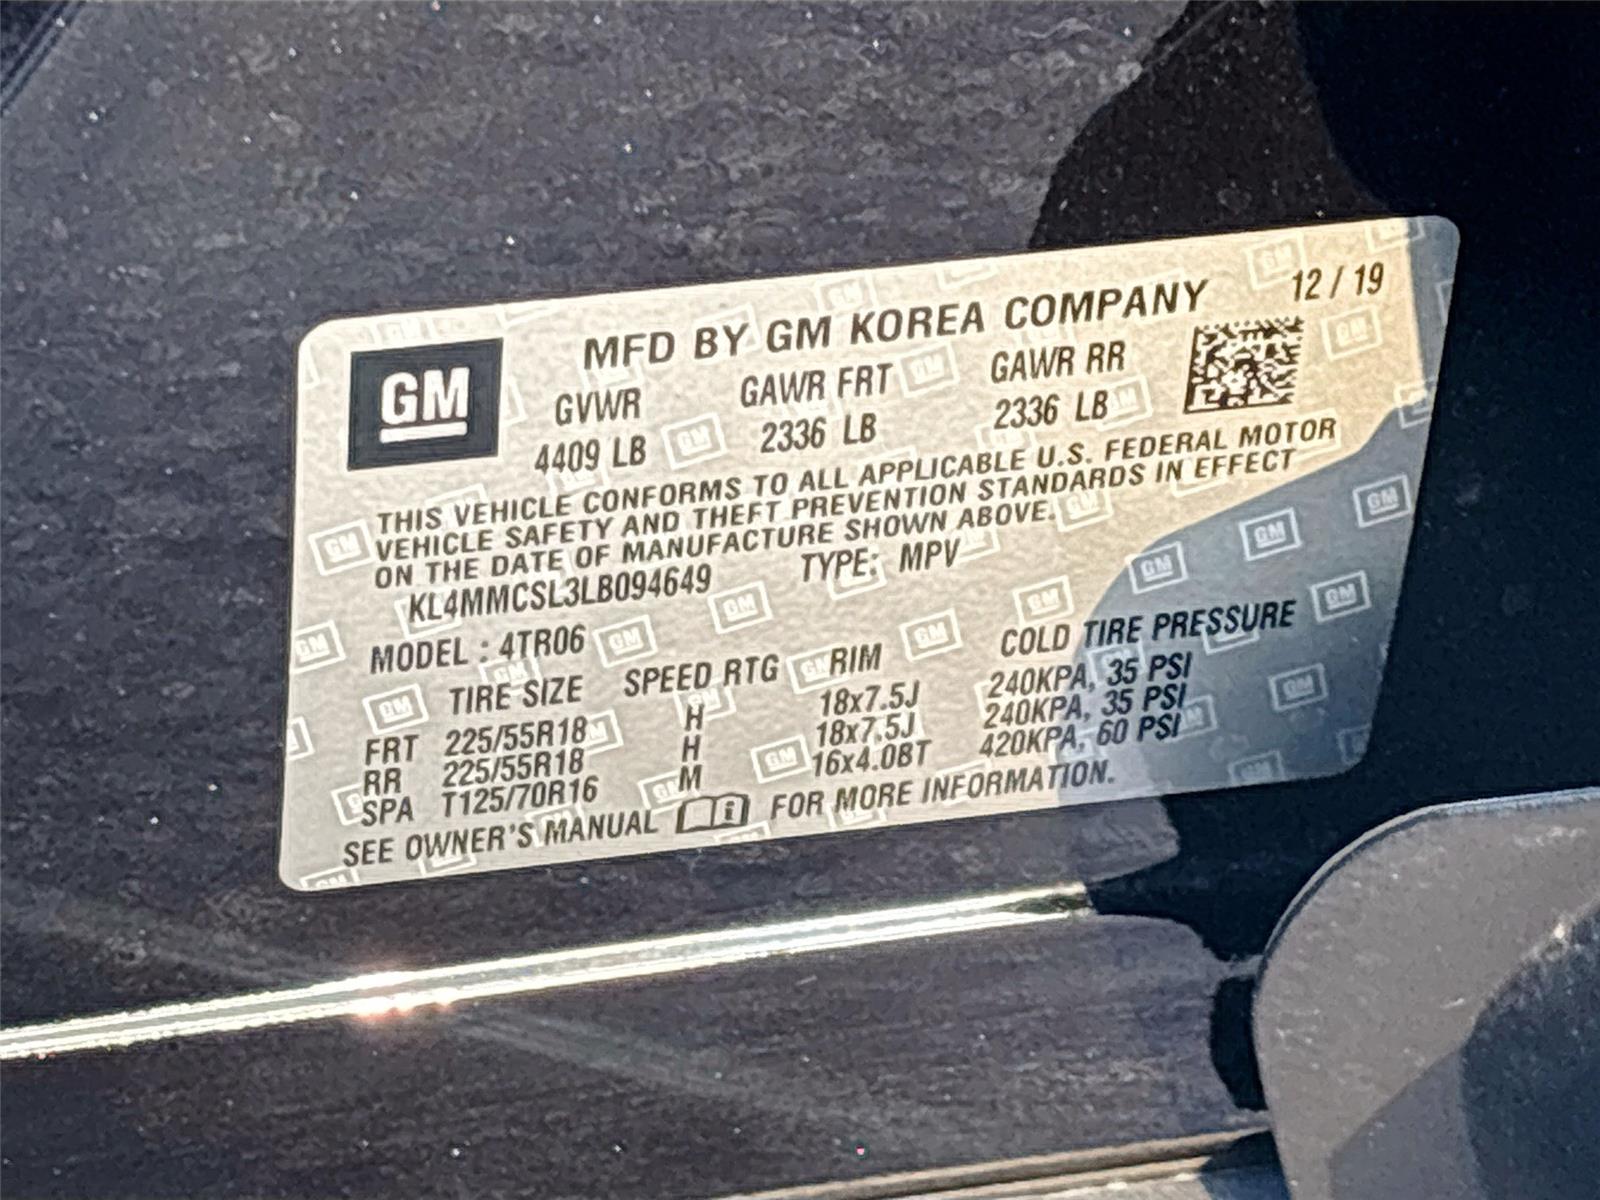 MFD BY GM KOREA COMPANY 12 / 19
GM
GVWR GAWR FRT GAWR RR
4409 LB 2336 LB 2336 LB
THIS VEHICLE CONFORMS TO ALL APPLICABLE U.S. FEDERAL MOTOR
VEHICLE SAFETY AND THEFT PREVENTION STANDARDS IN EFFECT
ON THE DATE OF MANUFACTURE SHOWN ABOVE.
KL4MMCSL3LB094649 TYPE: MPV
MODEL : 4TR06
TIRE SIZE SPEED RTG RIM COLD TIRE PRESSURE
FRT 225/55R18 H 18x7.5J 240KPA, 35 PSI
RR 225/55R18 H 18x7.5J 240KPA, 35 PSI
SPA T125/70R16 M 16x4.0BT 420KPA, 60 PSI
SEE OWNER'S MANUAL FOR MORE INFORMATION.